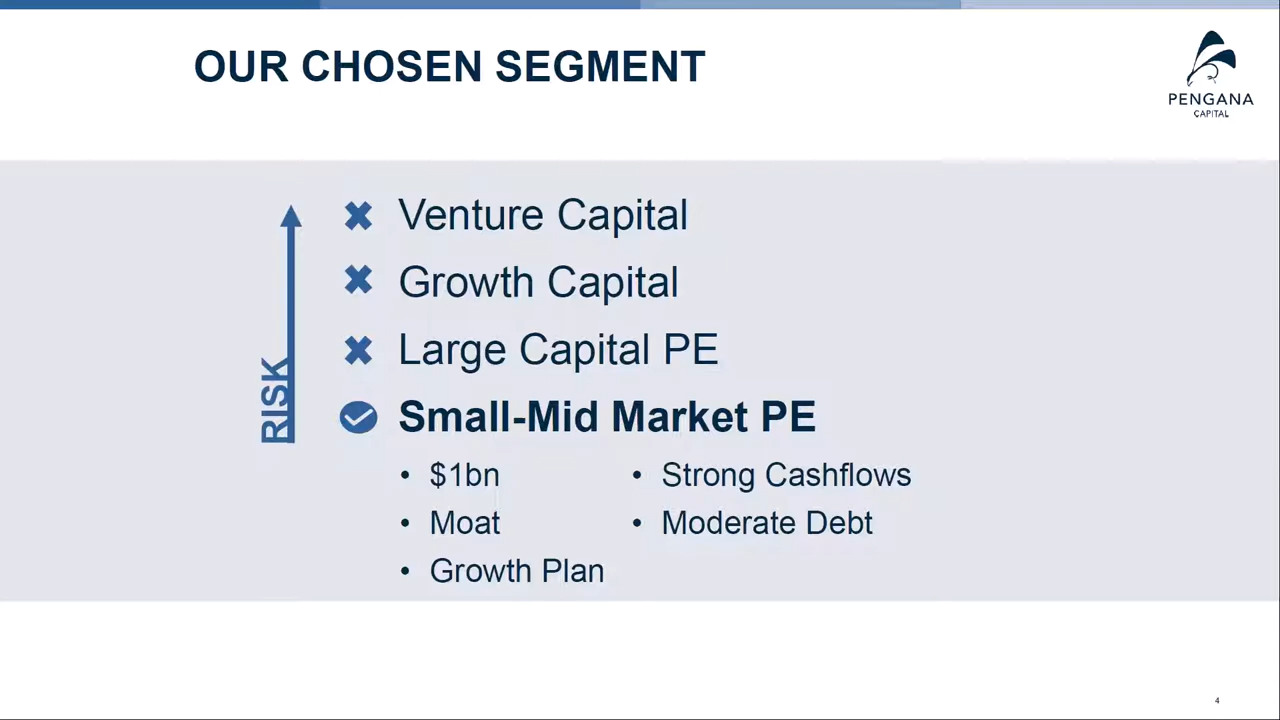 OUR CHOSEN SEGMENT
PENGANA
CAPITAL
RISK
Venture Capital
Growth Capital
Large Capital PE
Small-Mid Market PE
• $1bn
• Moat
• Growth Plan
• Strong Cashflows
• Moderate Debt
4